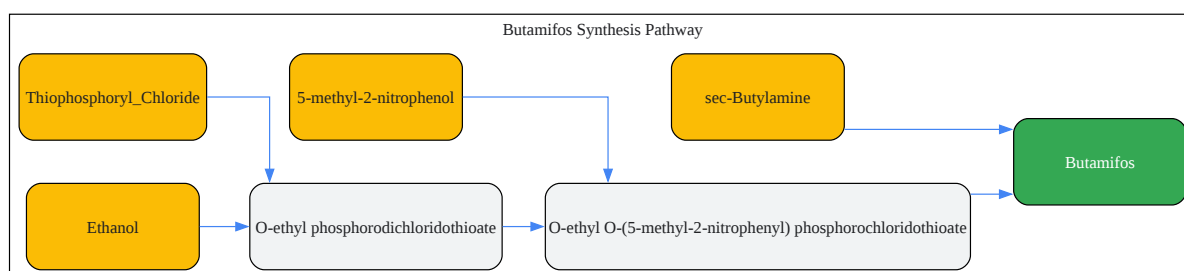 Butamifos Synthesis Pathway
Thiophosphoryl_Chloride
5-methyl-2-nitrophenol
sec-Butylamine
Butamifos
Ethanol
O-ethyl phosphorodichloridothioate
O-ethyl O-(5-methyl-2-nitrophenyl) phosphorochloridothioate